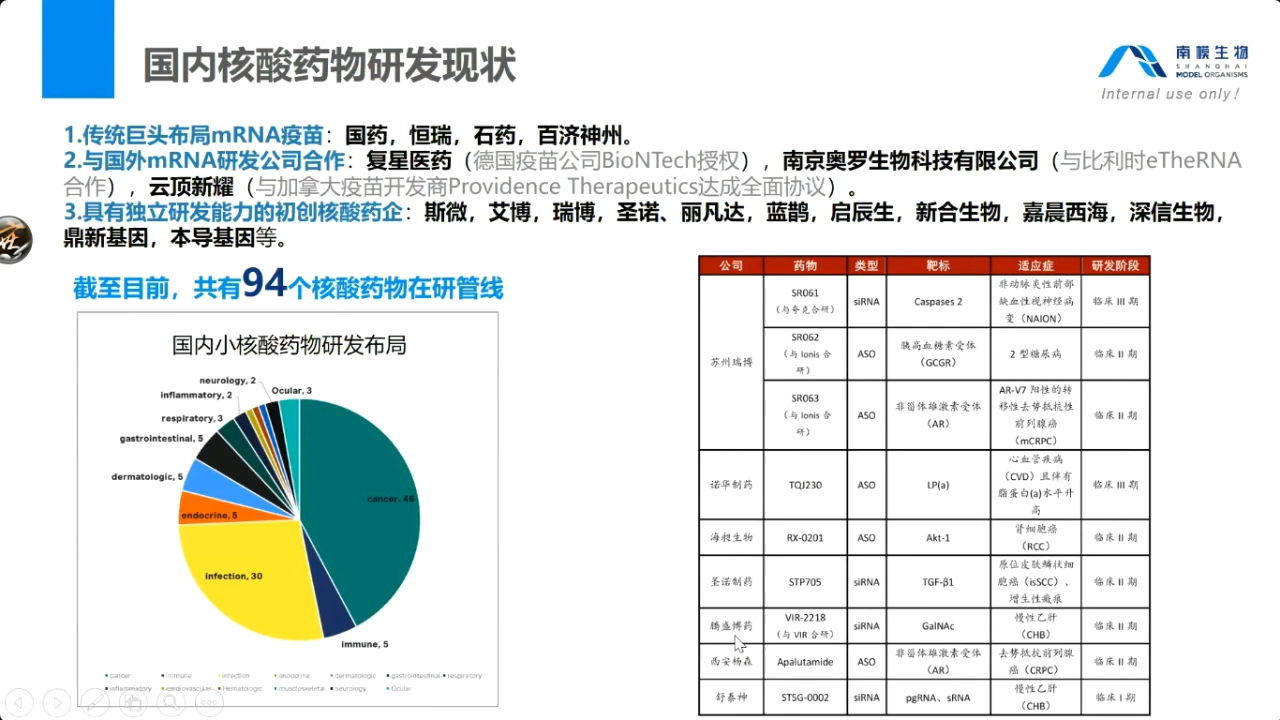 国内核酸药物研发现状
南模生物
SHANGHAI
MODEL ORGANISMS
Internal use only!
1.传统巨头布局mRNA疫苗：国药，恒瑞，石药，百济神州。
2.与国外mRNA研发公司合作：复星医药（德国疫苗公司BioNTech授权），南京奥罗生物科技有限公司（与比利时eTheRNA
合作），云顶新耀（与加拿大疫苗开发商Providence Therapeutics达成全面协议）。
3.具有独立研发能力的初创核酸药企：斯微，艾博，瑞博，圣诺、丽凡达，蓝鹊，启辰生，新合生物，嘉晨西海，深信生物，
鼎新基因，本导基因等。
截至目前，共有94个核酸药物在研管线
国内小核酸药物研发布局
neurology, 2
Ocular, 3
inflammatory, 2
respiratory, 3
gastrointestinal, 5
dermatologic, 5
endocrine, 5
infection, 30
immune, 5
cancer
immune
infection
endocrine
dermatologic
gastrointestinal
respiratory
inflammatory
cardiovascular
Hematologic
musculoskeletal
neurology
Ocular
公司 药物 类型 靶标 适应症 研发阶段
苏州瑞博
SR061
（与夸克合研）
siRNA
Caspases 2
非动脉炎性前部
缺血性视神经病
变（NAION）
临床 III 期
SR062
（与 Ionis 合
研）
ASO
胰高血糖素受体
（GCGR）
2 型糖尿病
临床 II 期
SR063
（与 Ionis 合
研）
ASO
非甾体雄激素受体
（AR）
AR-V7 阳性的转
移性去势抵抗性
前列腺癌
（mCRPC）
临床 II 期
诺华制药
TQJ230
ASO
LP(a)
心血管疾病
（CVD）且伴有
脂蛋白(a)水平升
高
临床 III 期
海昶生物
RX-0201
ASO
Akt-1
肾细胞癌
（RCC）
临床 II 期
圣诺制药
STP705
siRNA
TGF-β1
原位皮肤鳞状细
胞癌（isSCC）、
增生性瘢痕
临床 II 期
腾盛博药
VIR-2218
（与 VIR 合研）
siRNA
GalNAc
慢性乙肝
（CHB）
临床 II 期
西安杨森
Apalutamide
ASO
非甾体雄激素受体
（AR）
去势抵抗前列腺
癌（CRPC）
临床 II 期
舒泰神
STSG-0002
siRNA
pgRNA、sRNA
慢性乙肝
（CHB）
临床 I 期